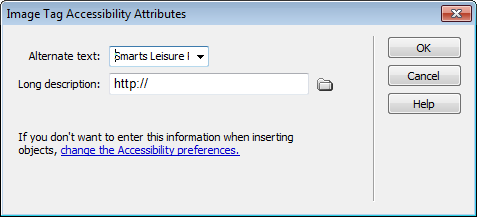 Image Tag Accessibility Attributes
Alternate text: Smarts Leisure
OK
Long description: http://
Cancel
Help
If you don't want to enter this information when inserting
objects, change the Accessibility preferences.